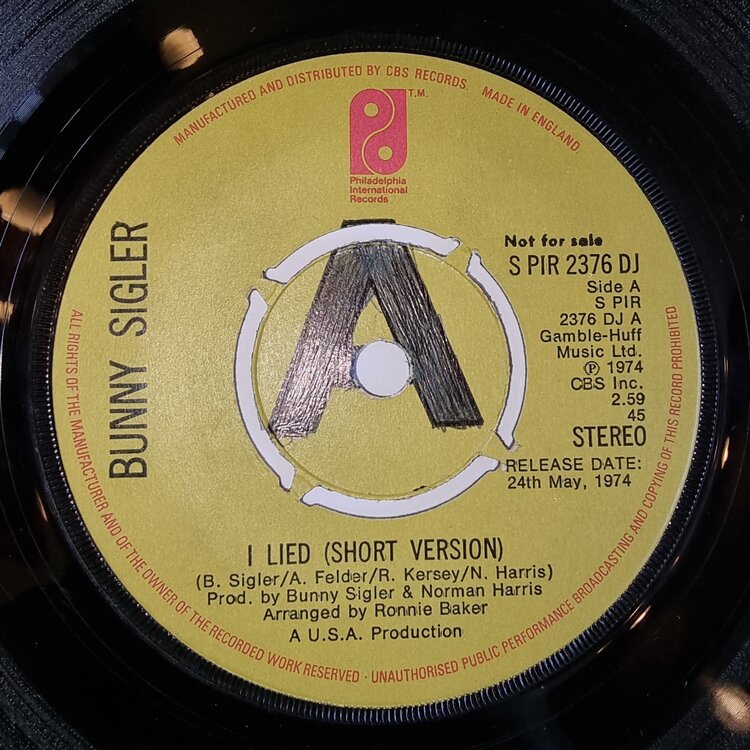 MANUFACTURED AND DISTRIBUTED BY CBS RECORDS. MADE IN ENGLAND.
T.M.
Philadelphia
International
Records
BUNNY SIGLER
A
Not for sale
S PIR 2376 DJ
Side A
S PIR
2376 DJ A
Gamble-Huff
Music Ltd.
Ⓟ 1974
CBS Inc.
2.59
45
STEREO
RELEASE DATE:
24th May, 1974
I LIED (SHORT VERSION)
(B. Sigler/A. Felder/R. Kersey/N. Harris)
Prod. by Bunny Sigler & Norman Harris
Arranged by Ronnie Baker
A U.S.A. Production
ALL RIGHTS OF THE MANUFACTURER AND OF THE OWNER OF THE RECORDED WORK RESERVED · UNAUTHORISED PUBLIC PERFORMANCE BROADCASTING AND COPYING OF THIS RECORD PROHIBITED